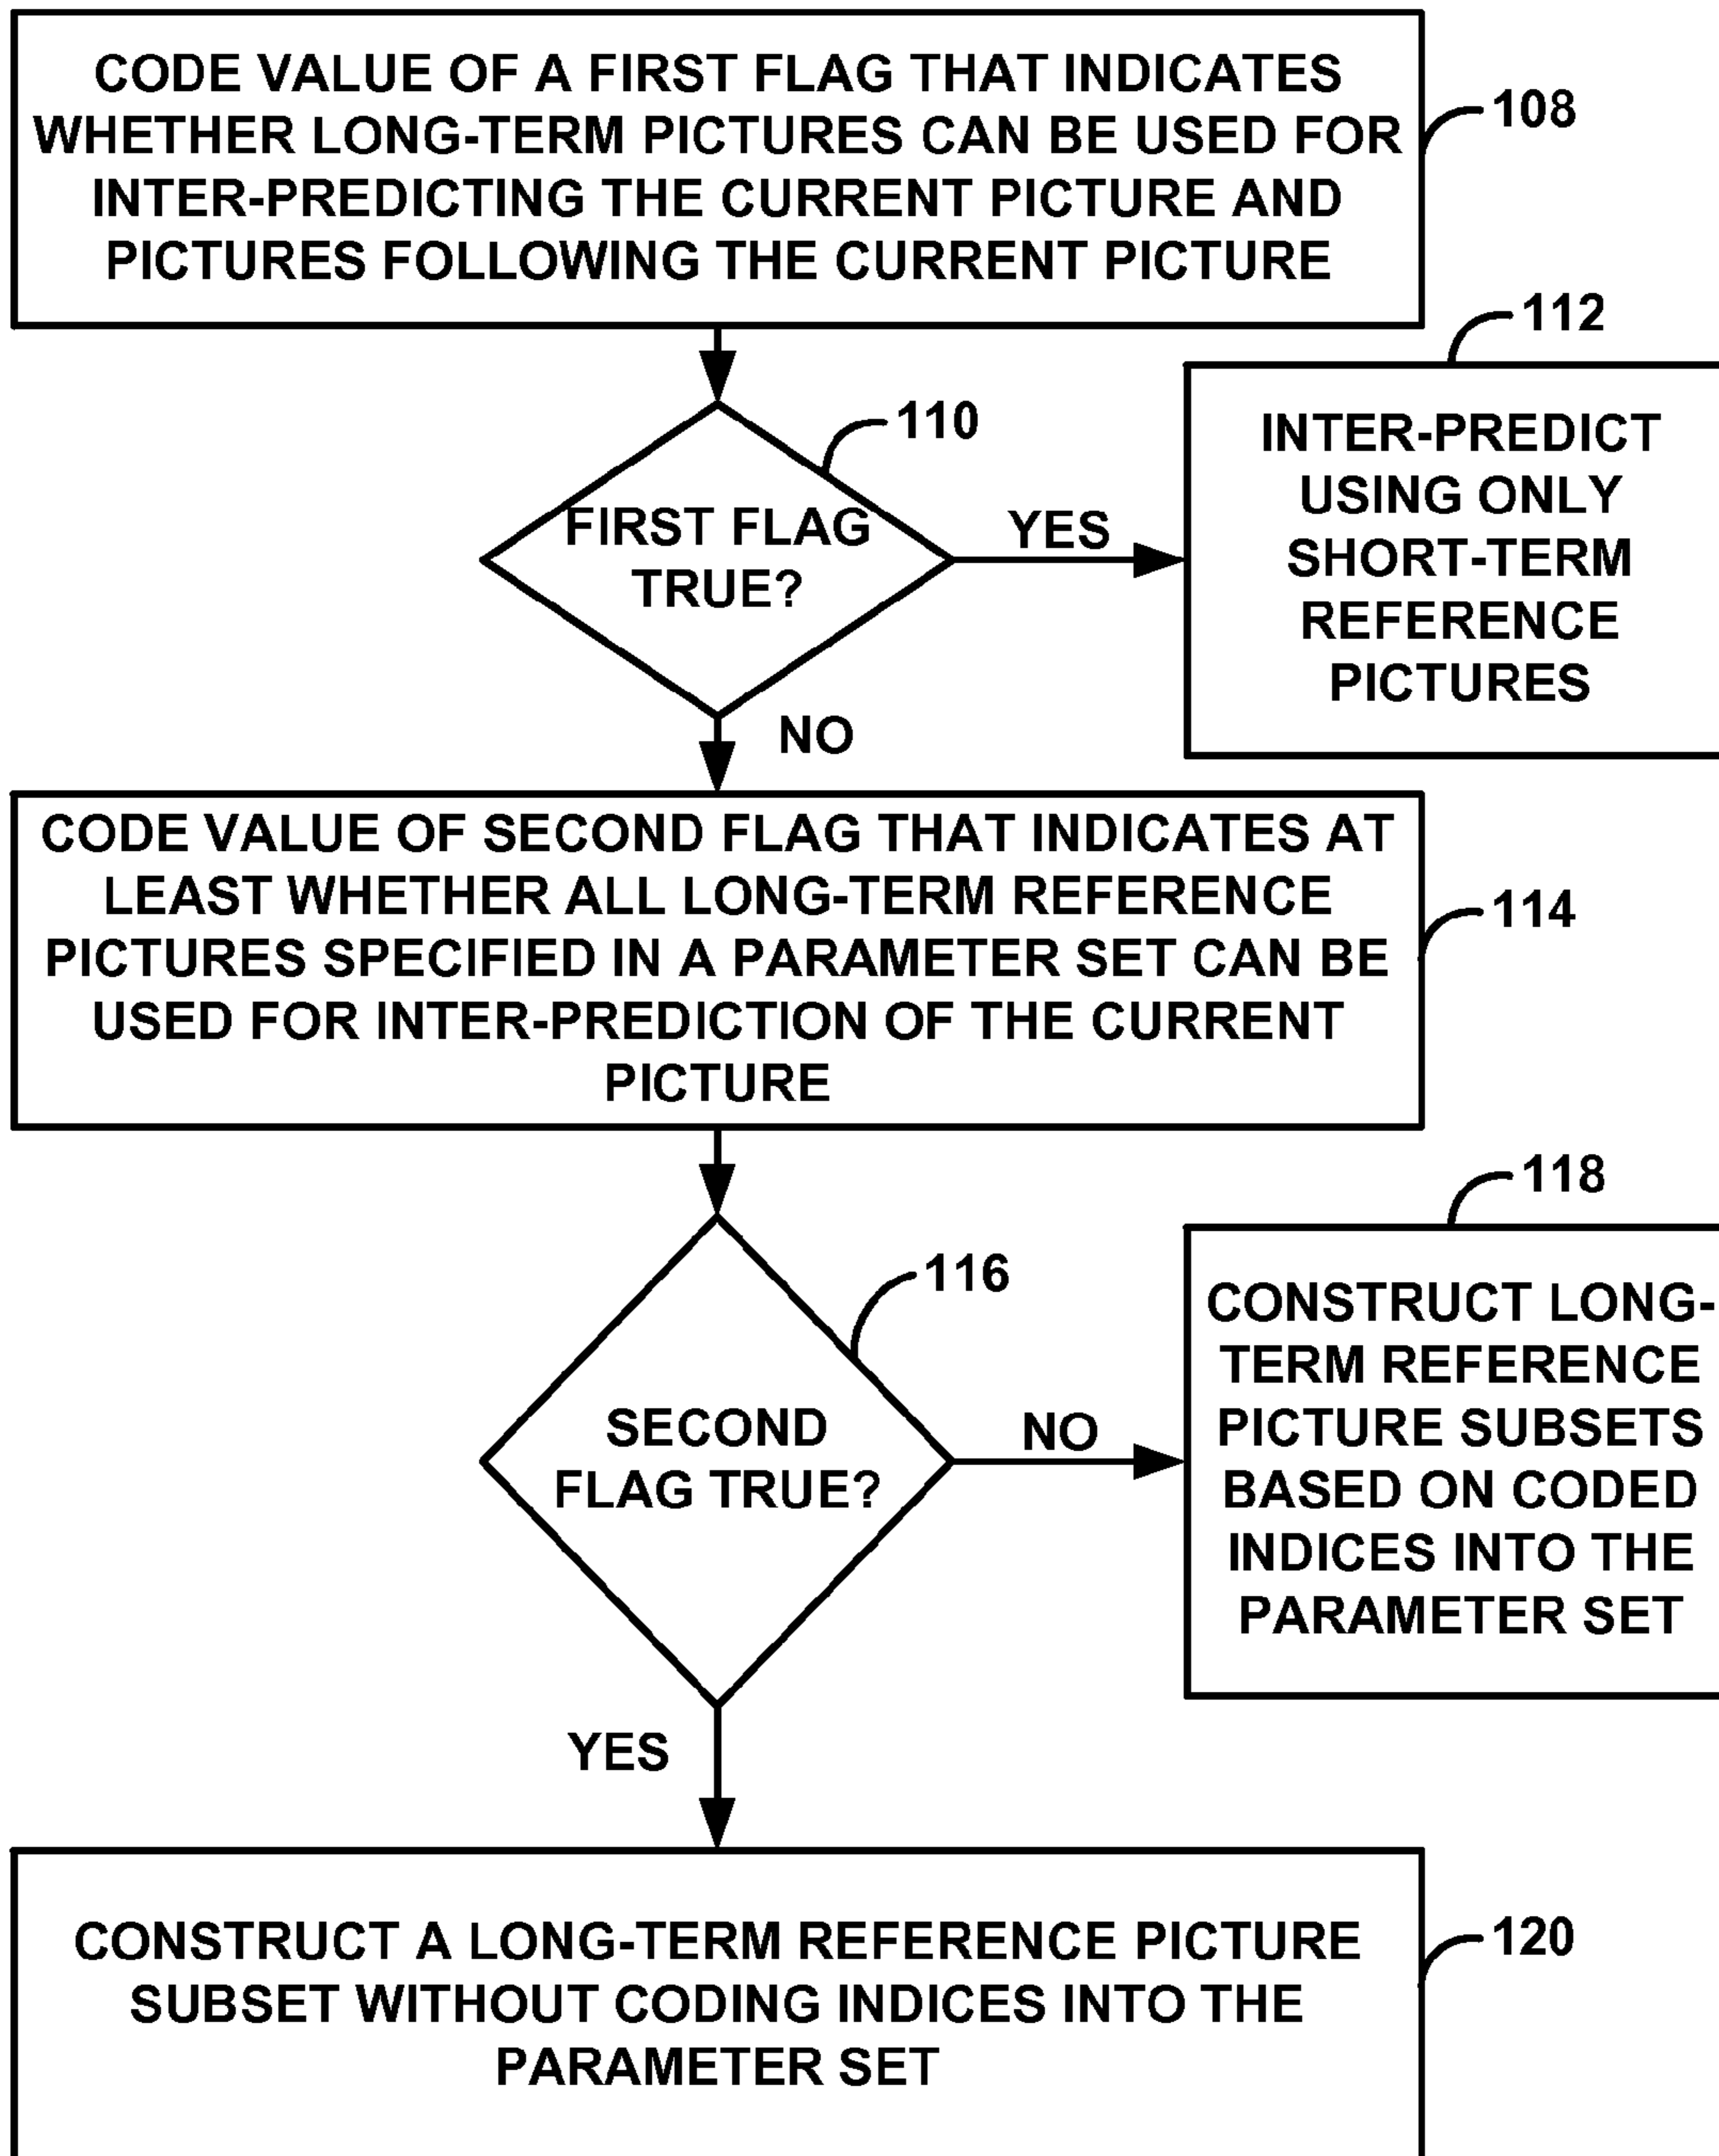 CODE VALUE OF A FIRST FLAG THAT INDICATES
WHETHER LONG-TERM PICTURES CAN BE USED FOR
INTER-PREDICTING THE CURRENT PICTURE AND
PICTURES FOLLOWING THE CURRENT PICTURE
108
112
110
FIRST FLAG
TRUE?
YES
INTER-PREDICT
USING ONLY
SHORT-TERM
REFERENCE
PICTURES
NO
CODE VALUE OF SECOND FLAG THAT INDICATES AT
LEAST WHETHER ALL LONG-TERM REFERENCE
PICTURES SPECIFIED IN A PARAMETER SET CAN BE
USED FOR INTER-PREDICTION OF THE CURRENT
PICTURE
114
118
116
SECOND
FLAG TRUE?
NO
CONSTRUCT LONG-
TERM REFERENCE
PICTURE SUBSETS
BASED ON CODED
INDICES INTO THE
PARAMETER SET
YES
CONSTRUCT A LONG-TERM REFERENCE PICTURE
SUBSET WITHOUT CODING INDICES INTO THE
PARAMETER SET
120